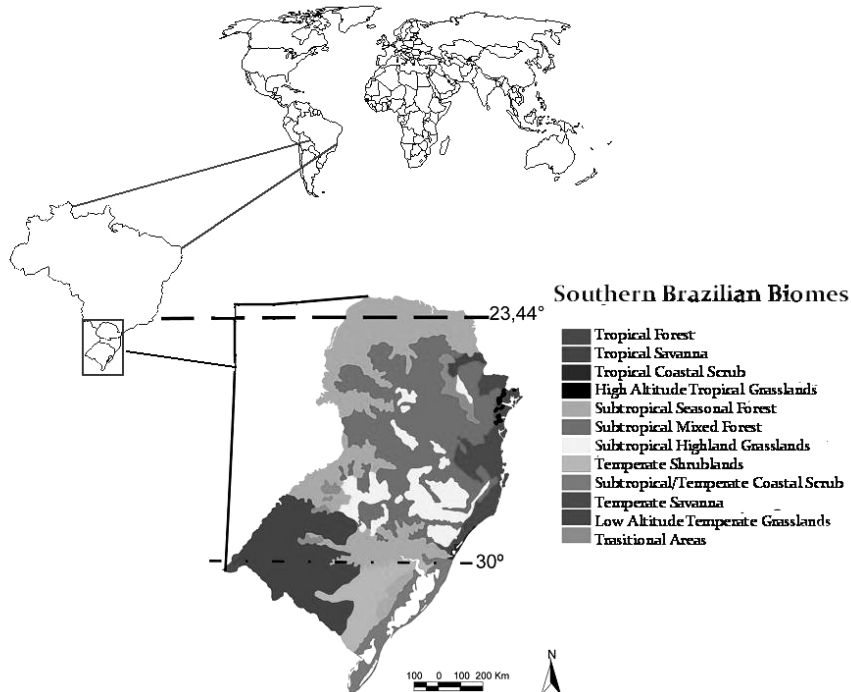 23,44°
Southern Brazilian Biomes
Tropical Forest
Tropical Savanna
Tropical Coastal Scrub
High Altitude Tropical Grasslands
Subtropical Seasonal Forest
Subtropical Mixed Forest
Subtropical Highland Grasslands
Temperate Shrublands
Subtropical/Temperate Coastal Scrub
Temperate Savanna
Low Altitude Temperate Grasslands
Trasitional Areas
30º
N
100 0 100 200 Km